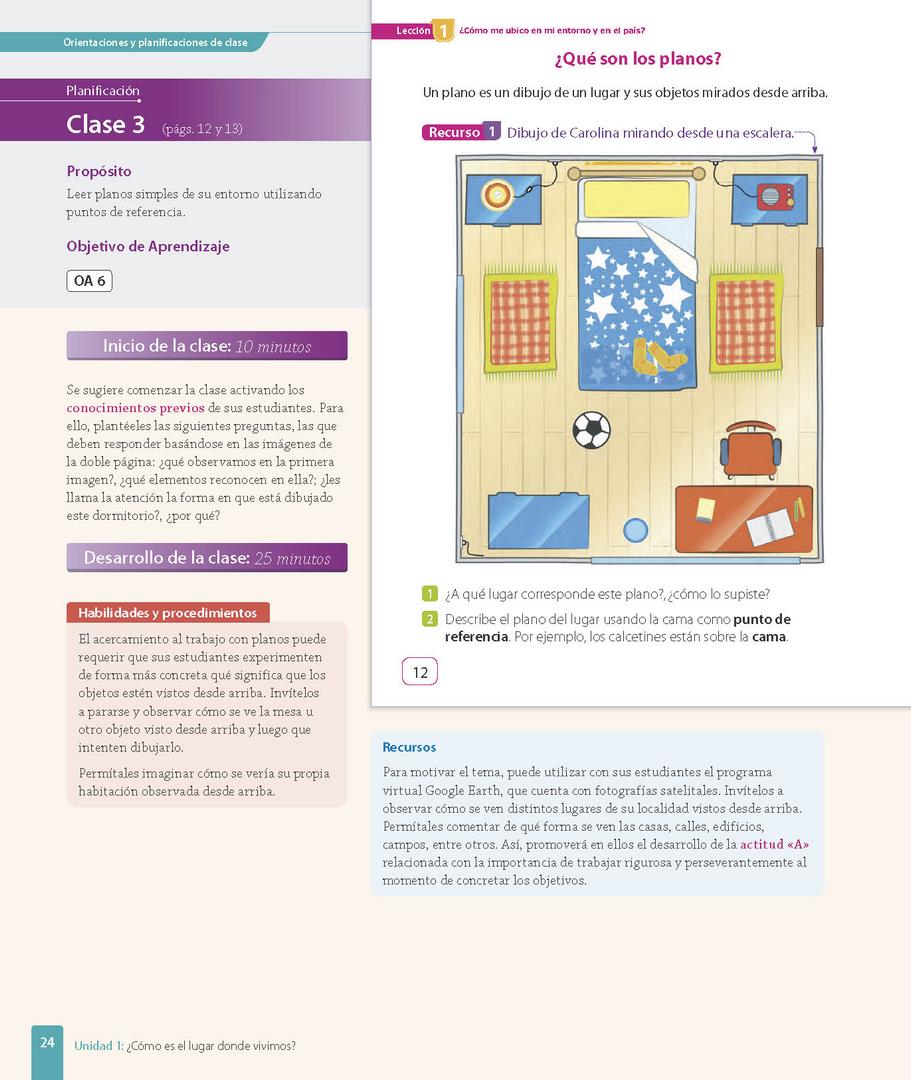 Orientaciones y planificaciones de clase
Planificación
Clase 3 (págs. 12 y 13)
Propósito
Leer planos simples de su entorno utilizando
puntos de referencia.
Objetivo de Aprendizaje
OA 6
Inicio de la clase: 10 minutos
Se sugiere comenzar la clase activando los
conocimientos previos de sus estudiantes. Para
ello, plantéeles las siguientes preguntas, las que
deben responder basándose en las imágenes de
la doble página: ¿qué observamos en la primera
imagen?, ¿qué elementos reconocen en ella?; ¿les
llama la atención la forma en que está dibujado
este dormitorio?, ¿por qué?
Desarrollo de la clase: 25 minutos
Habilidades y procedimientos
El acercamiento al trabajo con planos puede
requerir que sus estudiantes experimenten
de forma más concreta qué significa que los
objetos estén vistos desde arriba. Invítelos
a pararse y observar cómo se ve la mesa u
otro objeto visto desde arriba y luego que
intenten dibujarlo.
Permítales imaginar cómo se vería su propia
habitación observada desde arriba.
Lección 1 ¿Cómo me ubico en mi entorno y en el país?
¿Qué son los planos?
Un plano es un dibujo de un lugar y sus objetos mirados desde arriba.
Recurso 1 Dibujo de Carolina mirando desde una escalera.
1 ¿A qué lugar corresponde este plano?, ¿cómo lo supiste?
2 Describe el plano del lugar usando la cama como punto de
referencia. Por ejemplo, los calcetines están sobre la cama.
12
Recursos
Para motivar el tema, puede utilizar con sus estudiantes el programa
virtual Google Earth, que cuenta con fotografías satelitales. Invítelos a
observar cómo se ven distintos lugares de su localidad vistos desde arriba.
Permítales comentar de qué forma se ven las casas, calles, edificios,
campos, entre otros. Así, promoverá en ellos el desarrollo de la actitud «A»
relacionada con la importancia de trabajar rigurosa y perseverantemente al
momento de concretar los objetivos.
24 Unidad 1: ¿Cómo es el lugar donde vivimos?